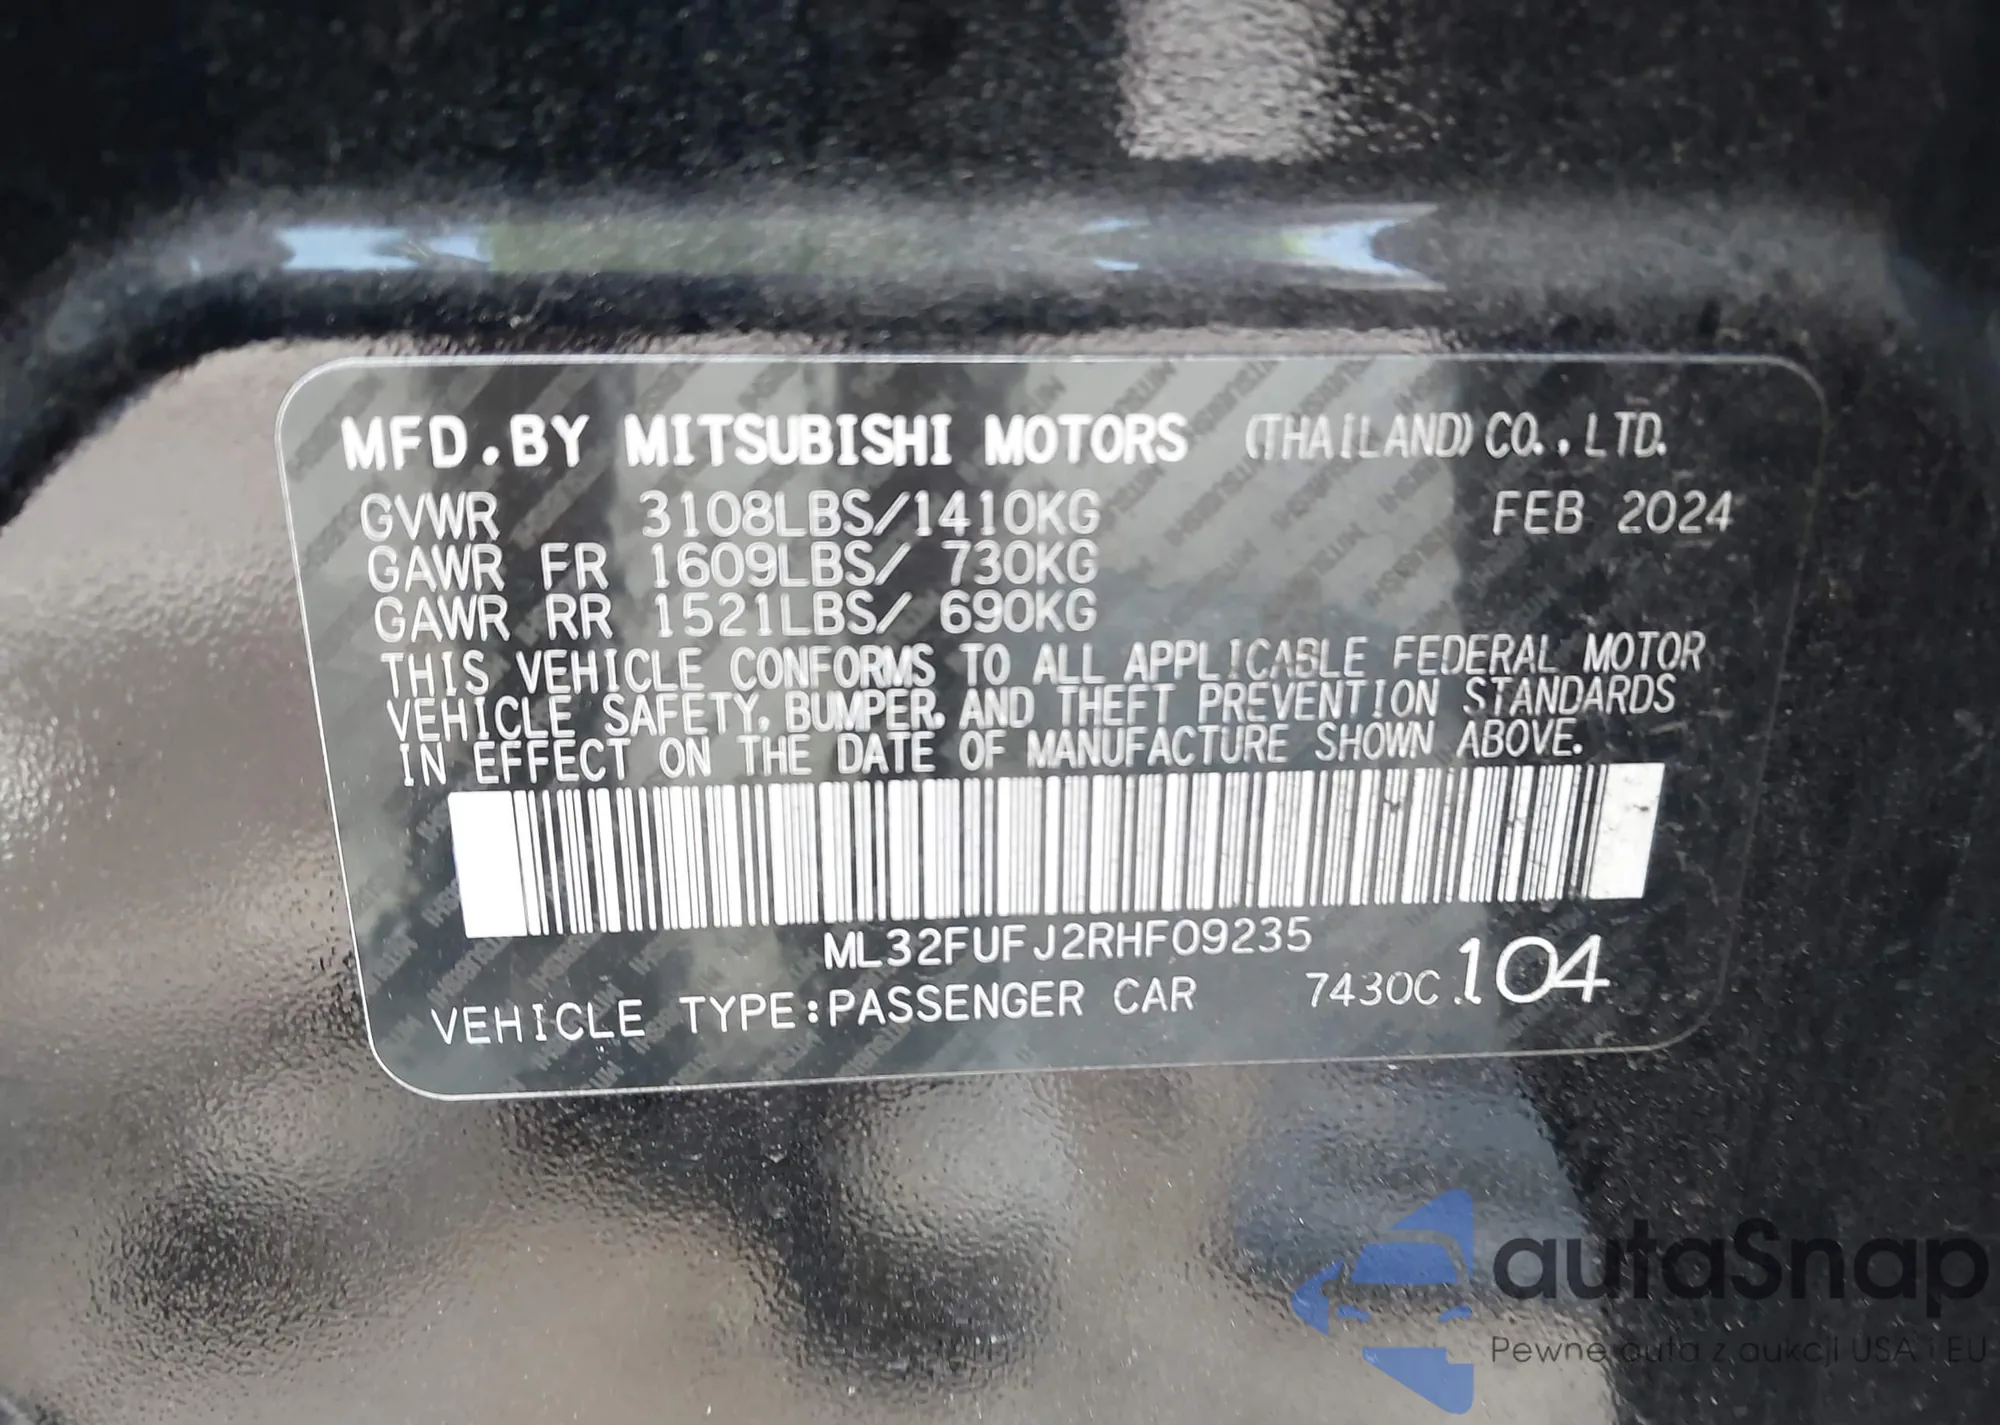 MFD.BY MITSUBISHI MOTORS (THAILAND)CO.,LTD.
GVWR 3108LBS/1410KG FEB 2024
GAWR FR 1609LBS/ 730KG
GAWR RR 1521LBS/ 690KG
THIS VEHICLE CONFORMS TO ALL APPLICABLE FEDERAL MOTOR
VEHICLE SAFETY, BUMPER, AND THEFT PREVENTION STANDARDS
IN EFFECT ON THE DATE OF MANUFACTURE SHOWN ABOVE.
ML32FUFJ2RHF09235
VEHICLE TYPE:PASSENGER CAR 7430C 104
autaSnap
Pewne auta z aukcji USA i EU